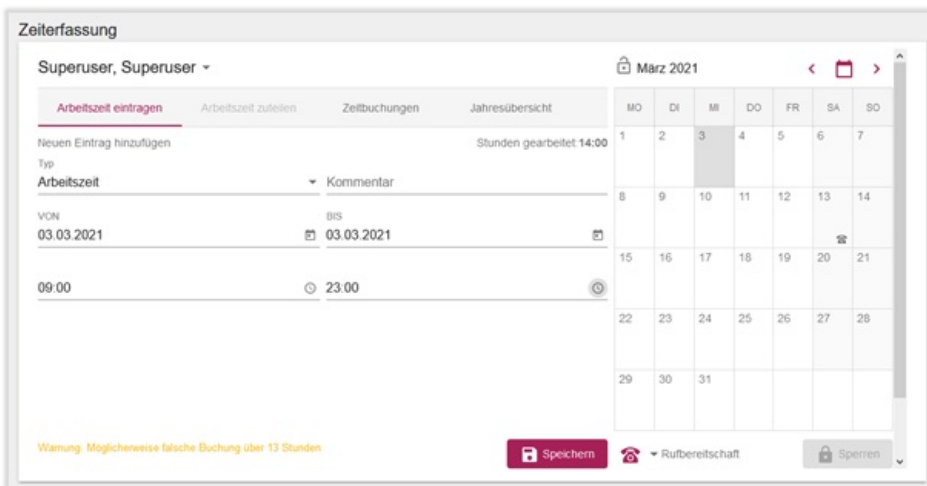 Zeiterfassung
Superuser, Superuser
Arbeitszeit eintragen Arbeitszeit zuteilen Zeitbuchungen Jahresübersicht
Neuen Eintrag hinzufügen Stunden gearbeitet 14:00
Typ
Arbeitszeit Kommentar
VON BIS
03.03.2021 03.03.2021
09:00 23:00
Warnung Möglicherweise falsche Buchung über 13 Stunden
Speichern
März 2021
MO DI MI DO FR SA SO
1 2 3 4 5 6 7
8 9 10 11 12 13 14
15 16 17 18 19 20 21
22 23 24 25 26 27 28
29 30 31
Rufbereitschaft Sperren